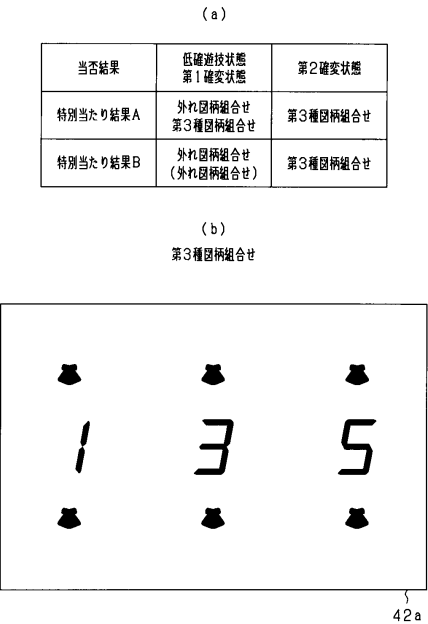 (a)
当否結果 低確遊技状態 第1確変状態 第2確変状態
特別当たり結果A 外れ図柄組合せ 第3種図柄組合せ 第3種図柄組合せ
特別当たり結果B 外れ図柄組合せ (外れ図柄組合せ) 第3種図柄組合せ
(b)
第3種図柄組合せ
1 3 5
42a